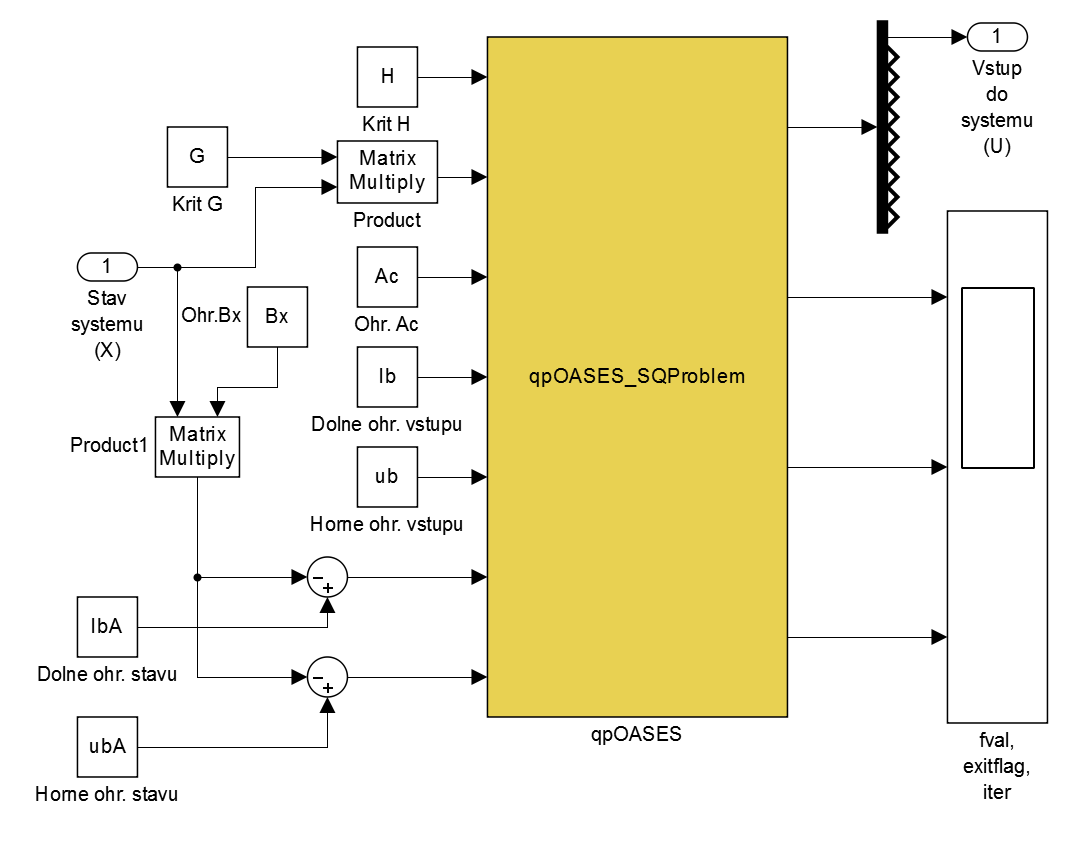 H
Krit H
G
Krit G
Matrix
Multiply
Product
1
Stav
systemu
(X)
Ohr.Bx
Bx
Ac
Ohr. Ac
lb
Dolne ohr. vstupu
Product1
Matrix
Multiply
ub
Horne ohr. vstupu
lbA
Dolne ohr. stavu
ubA
Horne ohr. stavu
−
+
−
+
qpOASES_SQProblem
qpOASES
1
Vstup
do
systemu
(U)
fval,
exitflag,
iter